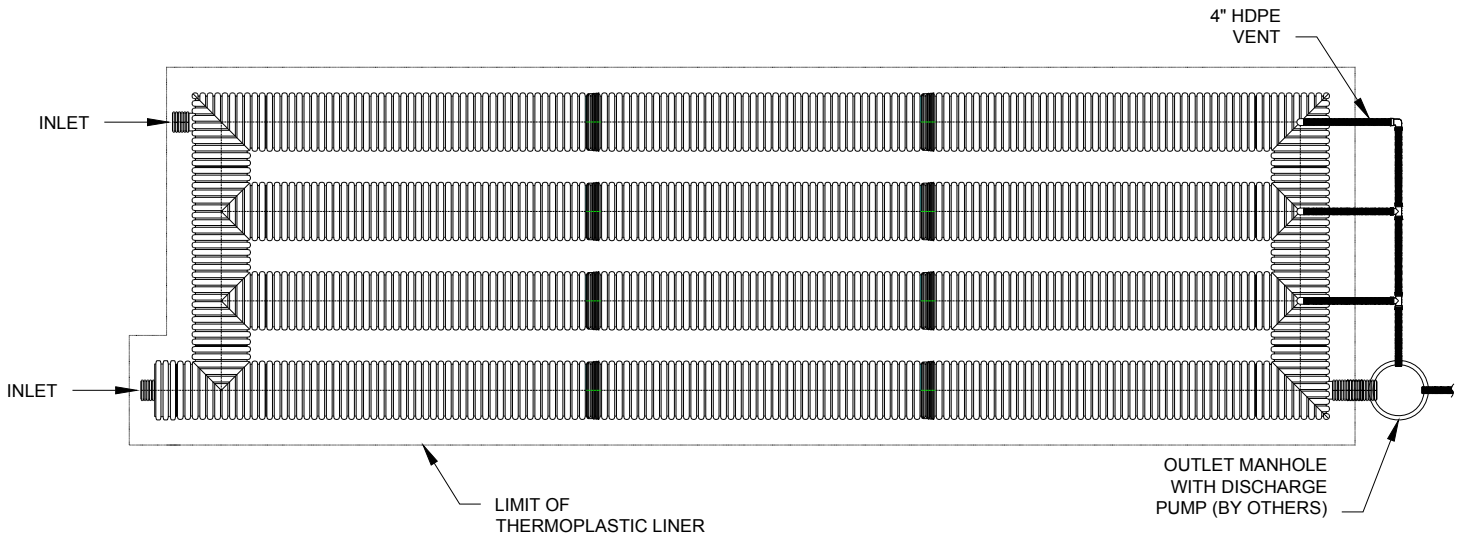 4" HDPE
VENT
INLET
INLET
LIMIT OF
THERMOPLASTIC LINER
OUTLET MANHOLE
WITH DISCHARGE
PUMP (BY OTHERS)